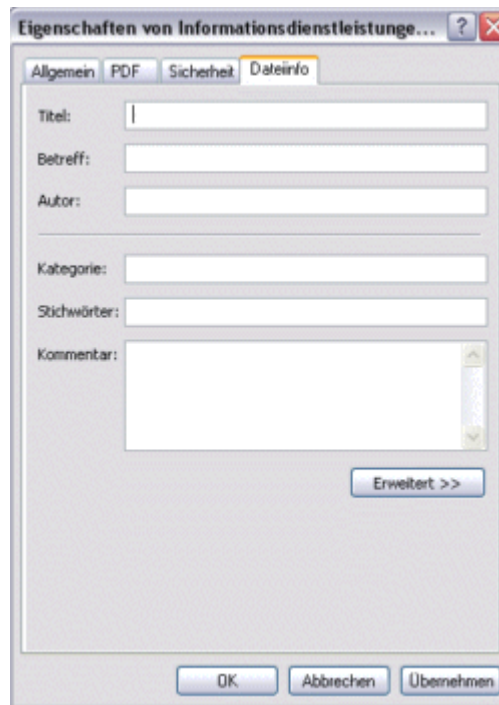 Eigenschaften von Informationsdienstleistunge... ?
Allgemein PDF Sicherheit Dateiinfo
Titel:
Betreff:
Autor:
Kategorie:
Stichwörter:
Kommentar:
Erweitert >>
OK Abbrechen Übernehmen